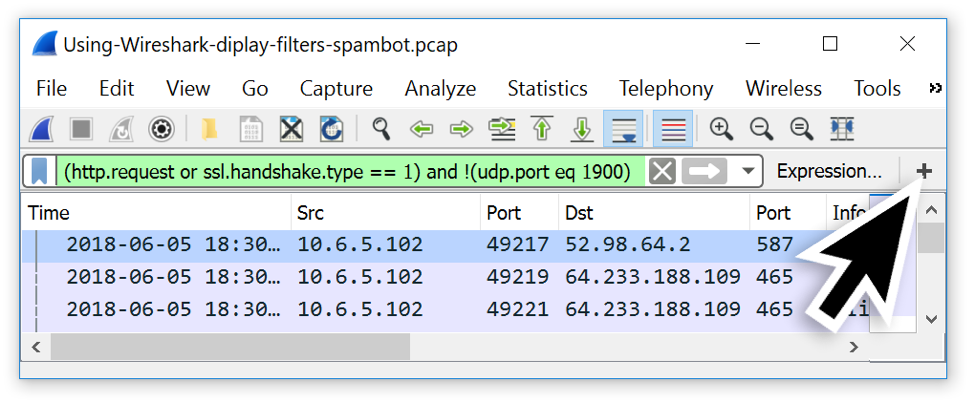 Using-Wireshark-diplay-filters-spambot.pcap
File Edit View Go Capture Analyze Statistics Telephony Wireless Tools »
(http.request or ssl.handshake.type == 1) and !(udp.port eq 1900) Expression... +
Time Src Port Dst Port Info
2018-06-05 18:30… 10.6.5.102 49217 52.98.64.2 587
2018-06-05 18:30… 10.6.5.102 49219 64.233.188.109 465
2018-06-05 18:30… 10.6.5.102 49221 64.233.188.109 465